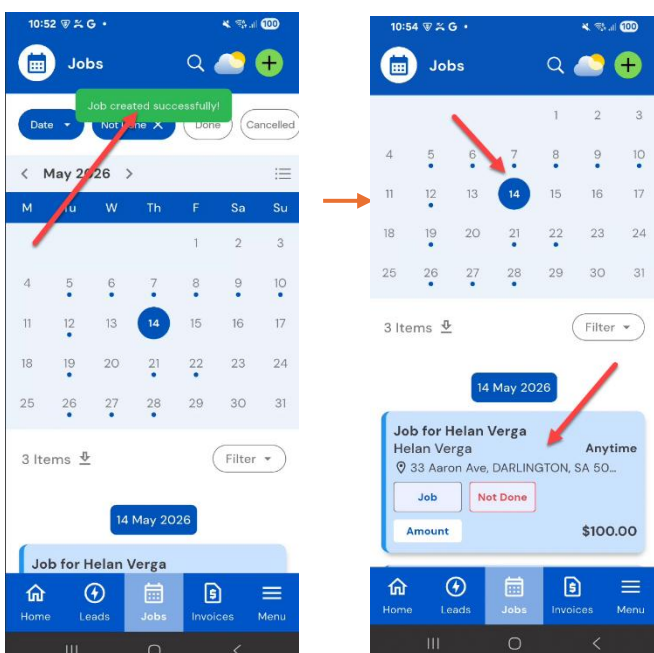 10:52
100
Jobs
Job created successfully!
Date
Not Done X
Done
Cancelled
< May 2026 >
M Tu W Th F Sa Su
1 2 3
4 5 6 7 8 9 10
11 12 13 14 15 16 17
18 19 20 21 22 23 24
25 26 27 28 29 30 31
3 Items
Filter
14 May 2026
Job for Helan Verga
Home Leads Jobs Invoices Menu
10:54
100
Jobs
1 2 3
4 5 6 7 8 9 10
11 12 13 14 15 16 17
18 19 20 21 22 23 24
25 26 27 28 29 30 31
3 Items
Filter
14 May 2026
Job for Helan Verga
Helan Verga Anytime
33 Aaron Ave, DARLINGTON, SA 50...
Job Not Done
Amount $100.00
Home Leads Jobs Invoices Menu